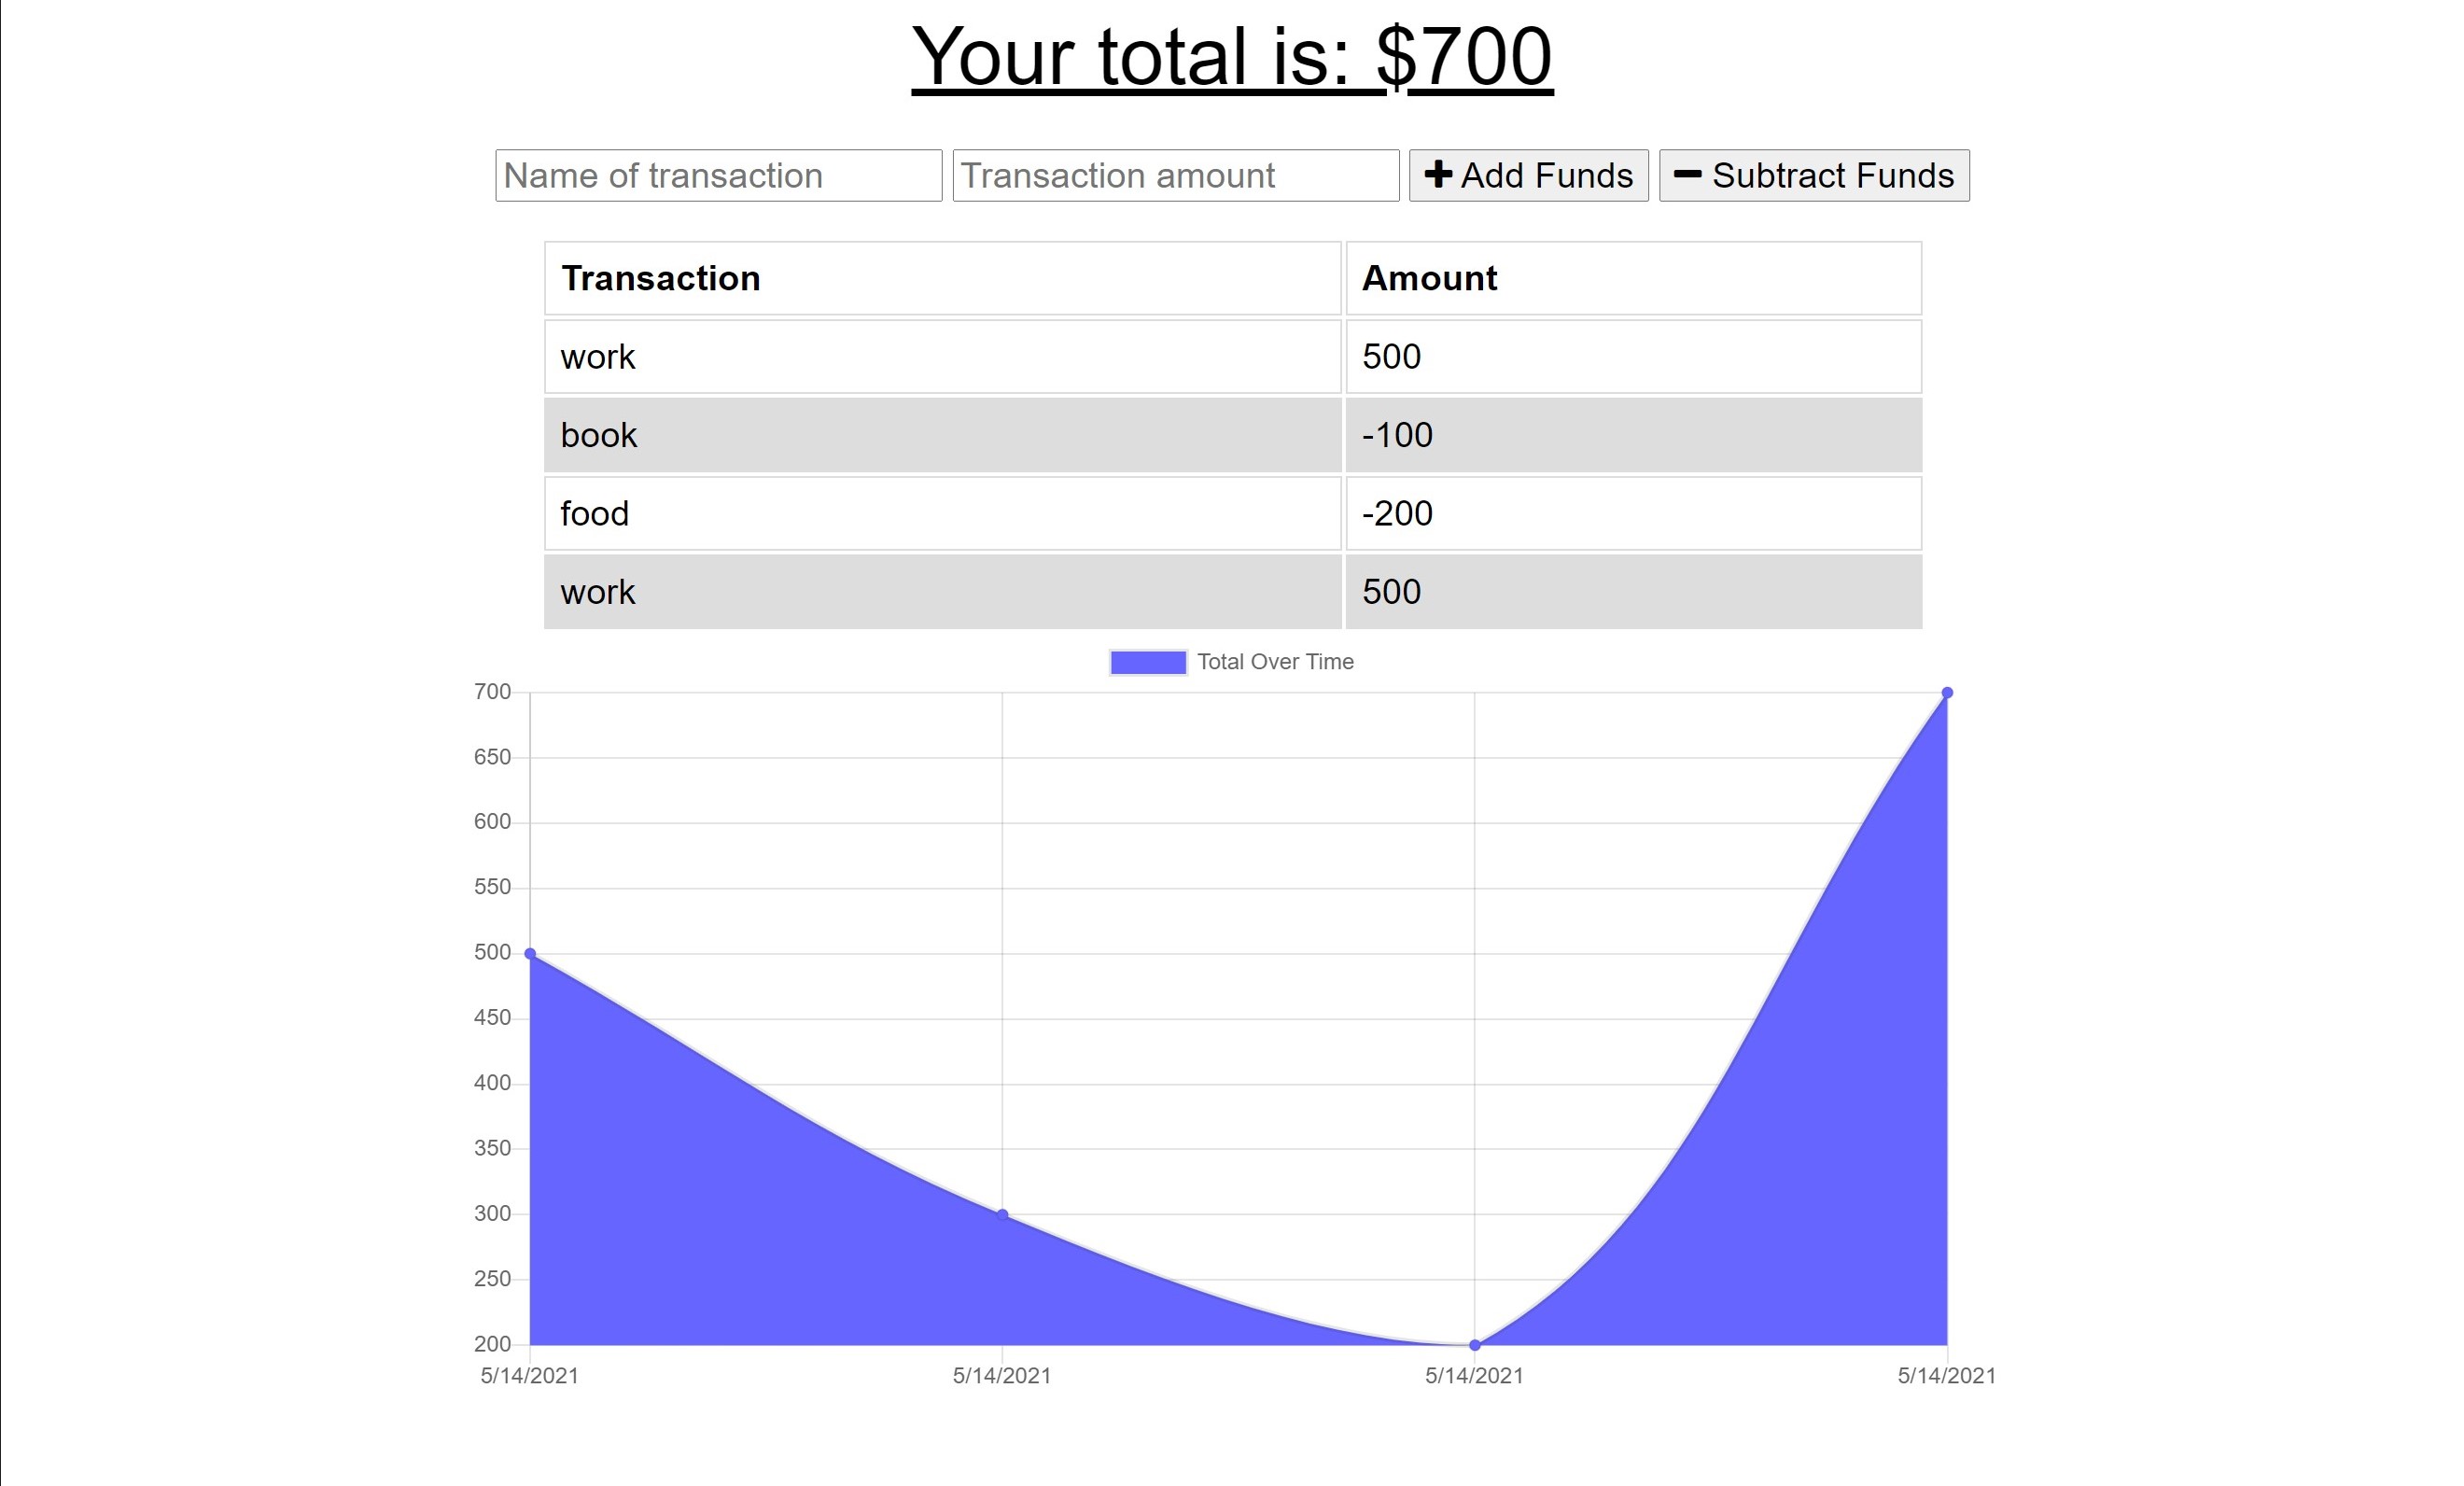 Your total is: $700
Name of transaction Transaction amount Add Funds Subtract Funds
Transaction Amount
work 500
book -100
food -200
work 500
Total Over Time
700
650
600
550
500
450
400
350
300
250
200
5/14/2021 5/14/2021 5/14/2021 5/14/2021